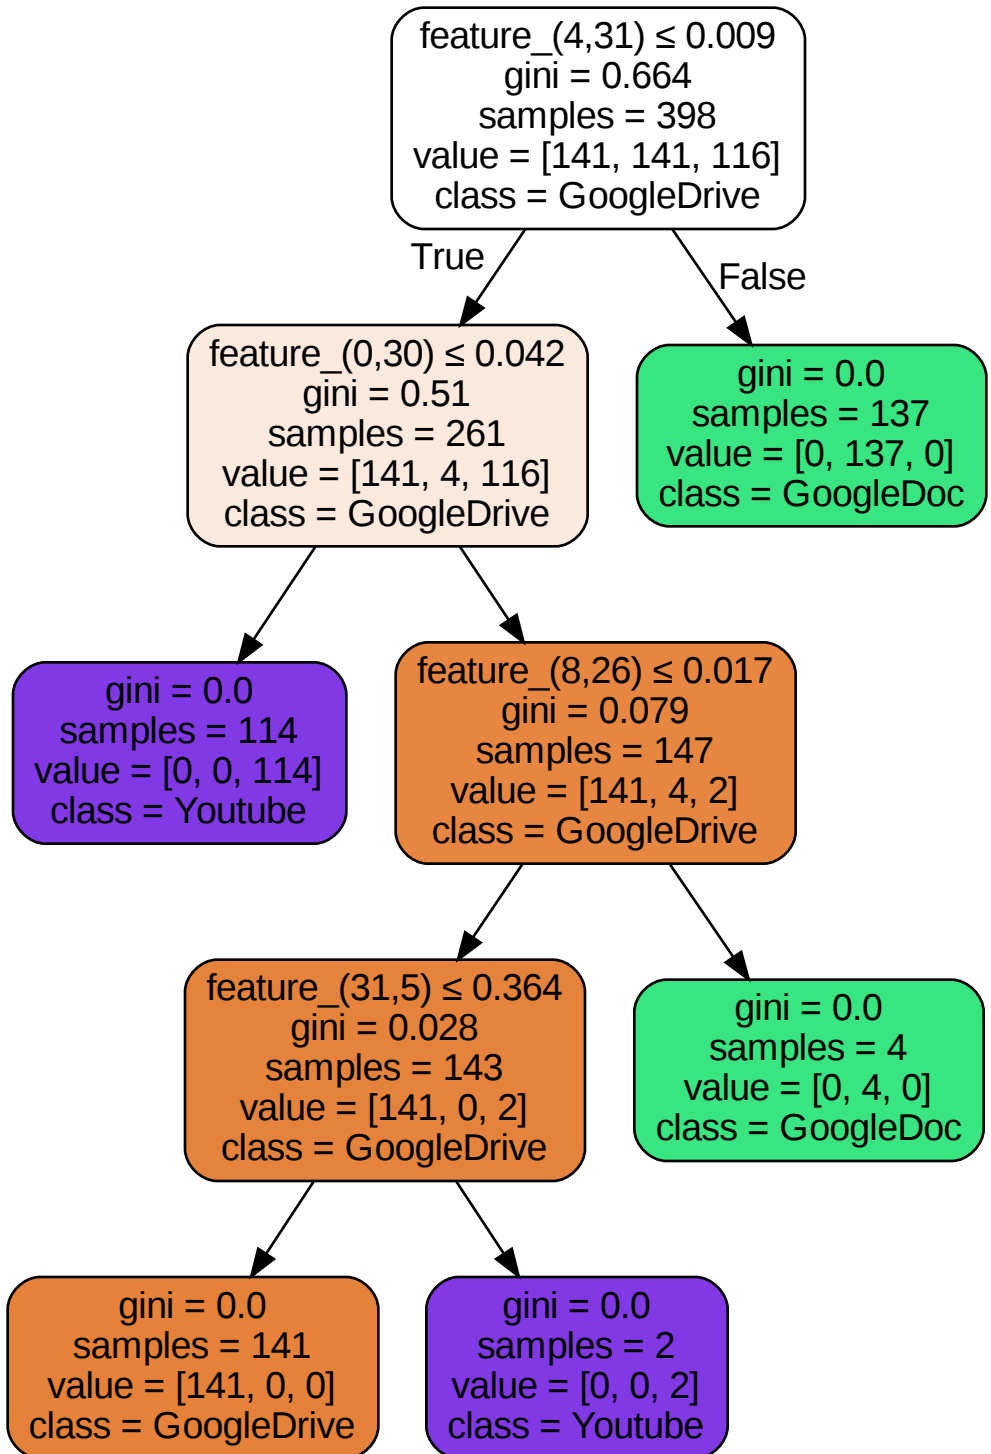 feature_(4,31) ≤ 0.009
gini = 0.664
samples = 398
value = [141, 141, 116]
class = GoogleDrive
True
False
feature_(0,30) ≤ 0.042
gini = 0.51
samples = 261
value = [141, 4, 116]
class = GoogleDrive
gini = 0.0
samples = 137
value = [0, 137, 0]
class = GoogleDoc
gini = 0.0
samples = 114
value = [0, 0, 114]
class = Youtube
feature_(8,26) ≤ 0.017
gini = 0.079
samples = 147
value = [141, 4, 2]
class = GoogleDrive
feature_(31,5) ≤ 0.364
gini = 0.028
samples = 143
value = [141, 0, 2]
class = GoogleDrive
gini = 0.0
samples = 4
value = [0, 4, 0]
class = GoogleDoc
gini = 0.0
samples = 141
value = [141, 0, 0]
class = GoogleDrive
gini = 0.0
samples = 2
value = [0, 0, 2]
class = Youtube